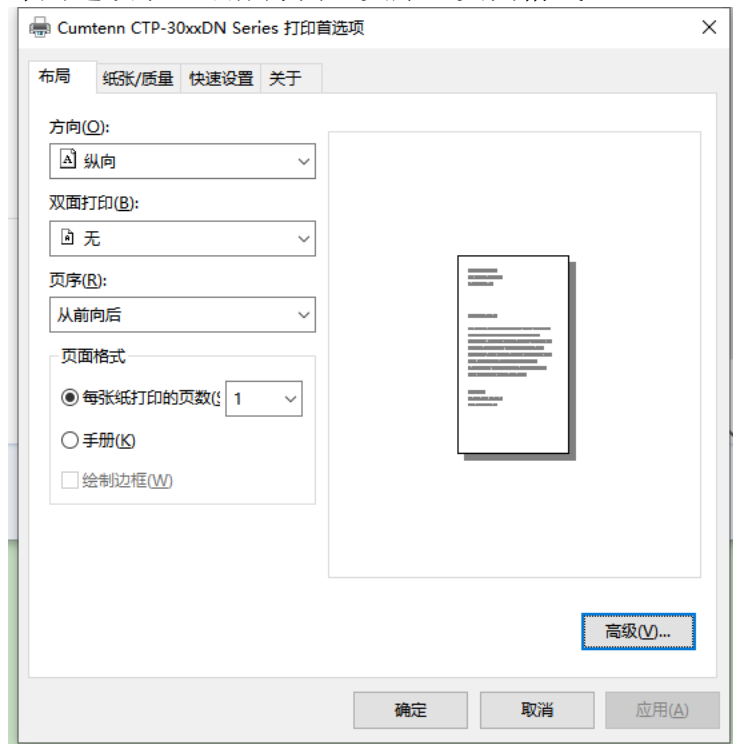 Cumtenn CTP-30xxDN Series 打印首选项
布局 纸张/质量 快速设置 关于
方向(O):
纵向
双面打印(B):
无
页序(R):
从前向后
页面格式
每张纸打印的页数(S 1
手册(K)
绘制边框(W)
高级(V)...
确定 取消 应用(A)